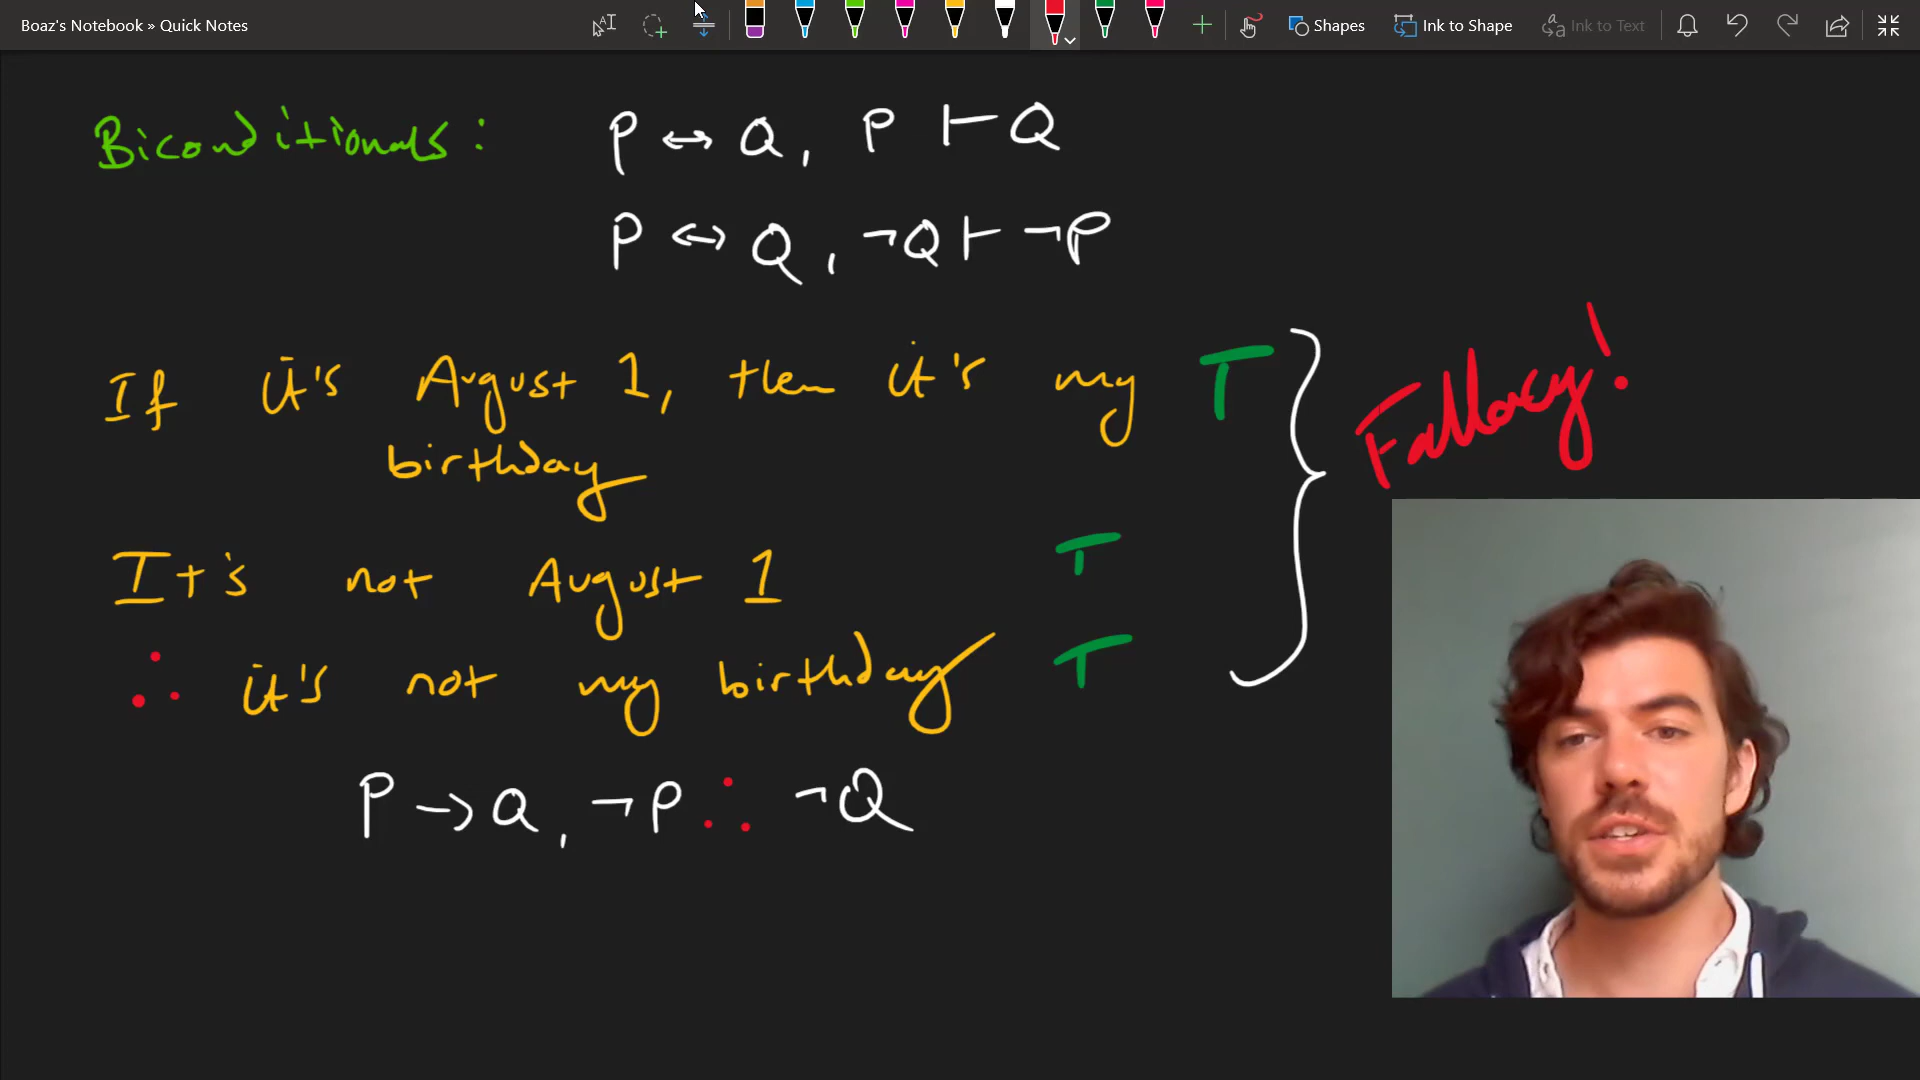 Boaz's Notebook » Quick Notes
Shapes
Ink to Shape
Ink to Text
Biconditionals: P ↔ Q, P ⊢ Q
P ↔ Q, ¬Q ⊢ ¬P
If it's August 1, then it's my T
birthday
Fallacy!
It's not August 1 T
∴ it's not my birthday T
P → Q, ¬P ∴ ¬Q